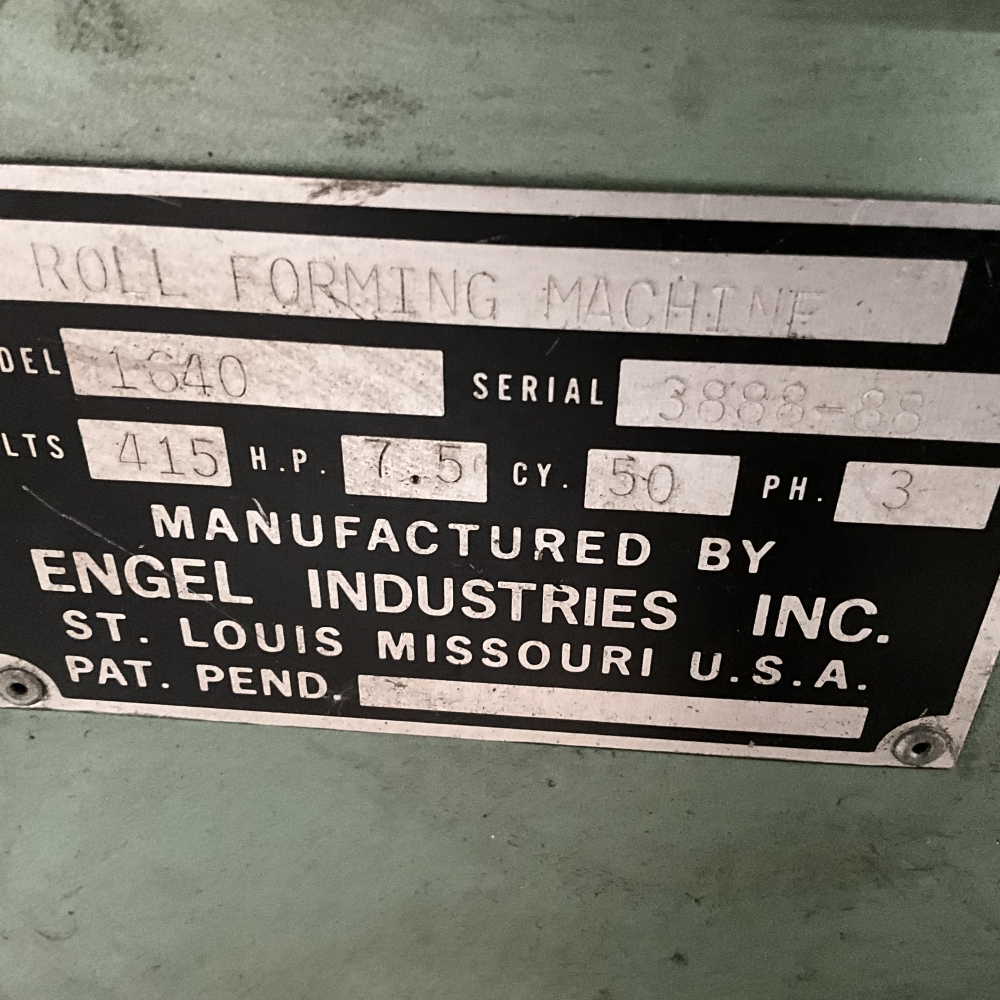 ROLL FORMING MACHINE
DEL 1640 SERIAL 3888-88
LTS 415 H.P. 7.5 CY. 50 PH. 3
MANUFACTURED BY
ENGEL INDUSTRIES INC.
ST. LOUIS MISSOURI U.S.A.
PAT. PEND.